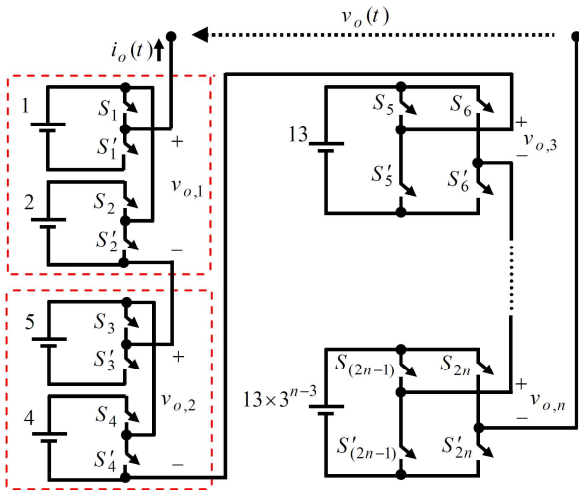 v_o(t)
i_o(t)
1
S_1
S'_1
+
2
S_2
S'_2
v_{o,1}
−
5
S_3
S'_3
+
4
S_4
S'_4
v_{o,2}
−
13
S_5
S_6
+
v_{o,3}
−
S'_5
S'_6
13×3^{n-3}
S_{(2n−1)}
S_{2n}
+
v_{o,n}
−
S'_{(2n−1)}
S'_{2n}